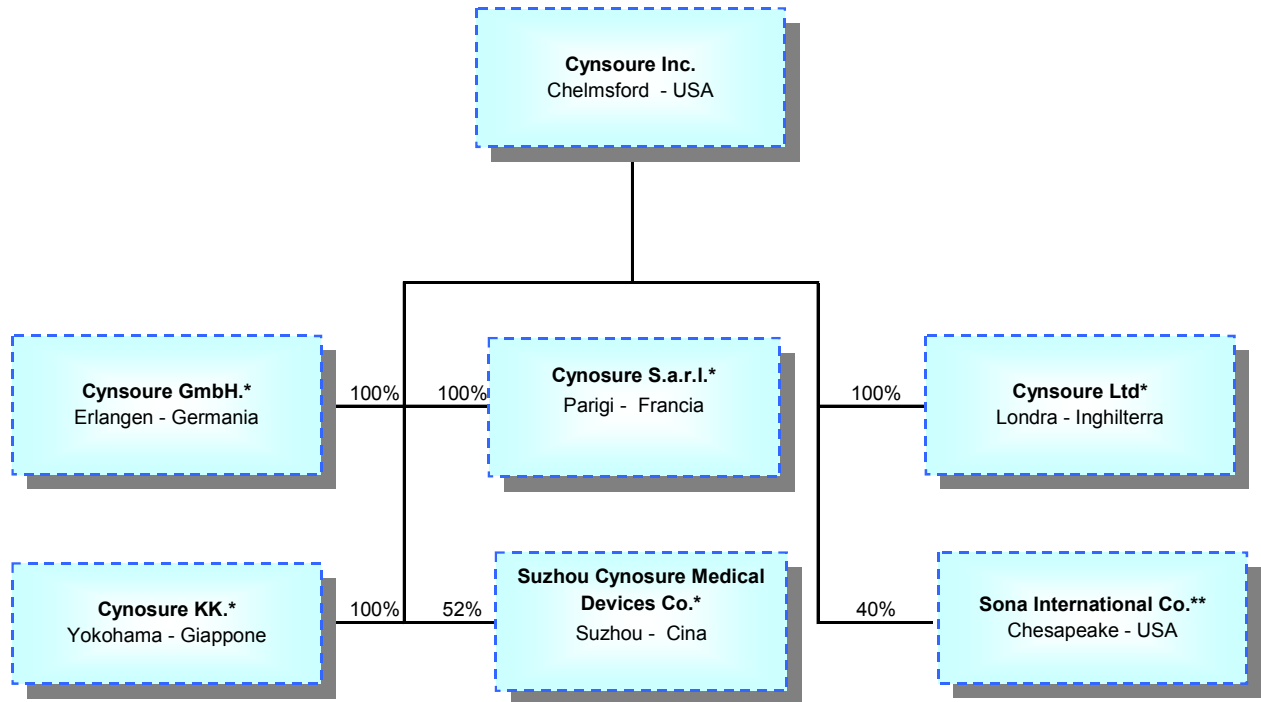 Cynsoure Inc.
Chelmsford - USA
Cynsoure GmbH.*
Erlangen - Germania
100%
100%
Cynosure S.a.r.l.*
Parigi - Francia
100%
Cynsoure Ltd*
Londra - Inghilterra
Cynosure KK.*
Yokohama - Giappone
100%
52%
Suzhou Cynosure Medical
Devices Co.*
Suzhou - Cina
40%
Sona International Co.**
Chesapeake - USA